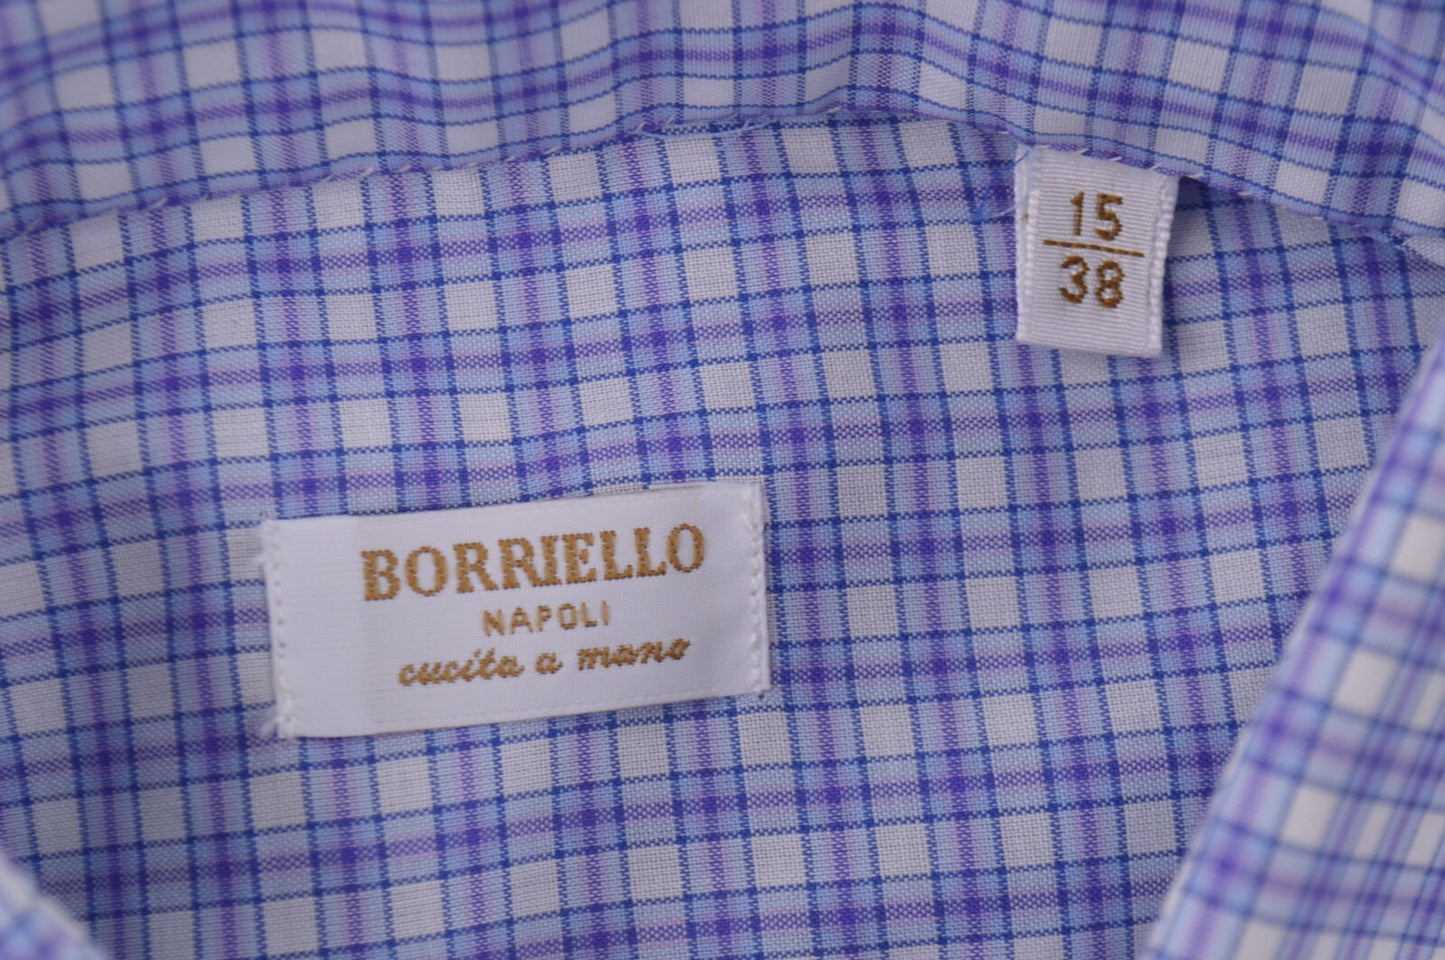 15
38
BORRIELLO
NAPOLI
cucita a mano